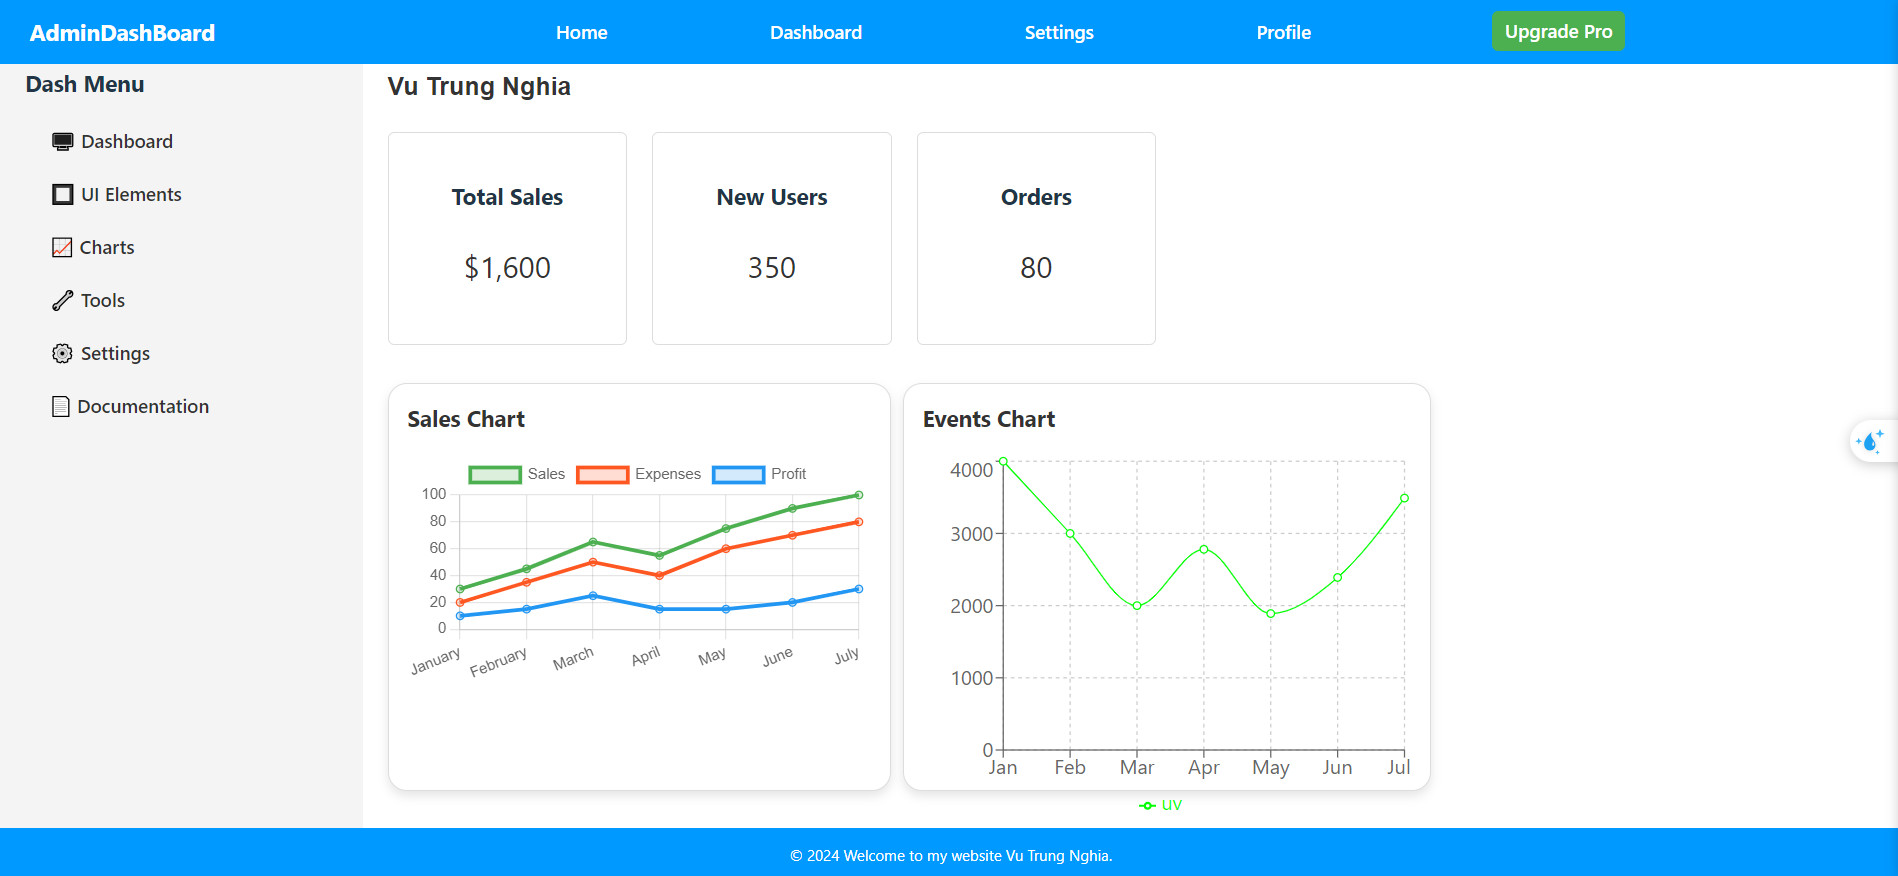 AdminDashBoard Home Dashboard Settings Profile Upgrade Pro
Dash Menu
Dashboard
UI Elements
Charts
Tools
Settings
Documentation
Vu Trung Nghia
Total Sales
$1,600
New Users
350
Orders
80
Sales Chart
Sales Expenses Profit
100
80
60
40
20
0
January February March April May June July
Events Chart
4000
3000
2000
1000
0
Jan Feb Mar Apr May Jun Jul
UV
© 2024 Welcome to my website Vu Trung Nghia.